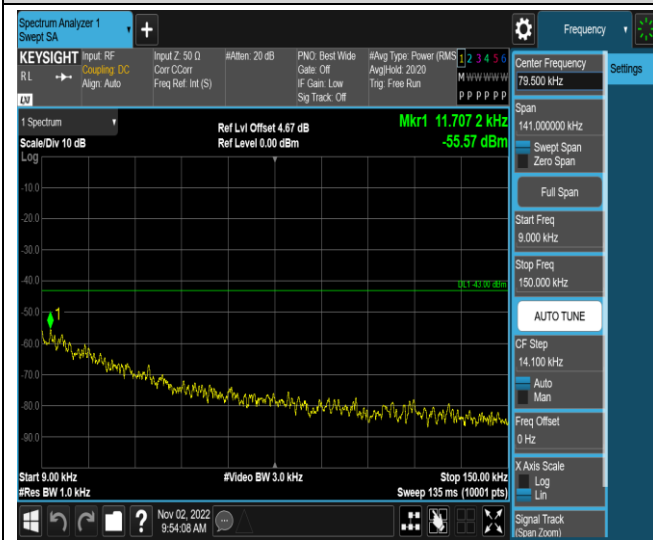 Spectrum Analyzer 1
Swept SA
+
Frequency
KEYSIGHT
RL
LXI
Input: RF
Coupling: DC
Align: Auto
Input Z: 50 Ω
Corr CCorr
Freq Ref: Int (S)
#Atten: 20 dB
PNO: Best Wide
Gate: Off
IF Gain: Low
Sig Track: Off
#Avg Type: Power (RMS
Avg|Hold: 20/20
Trig: Free Run
1 2 3 4 5 6
M W W W W W
P P P P P P
1 Spectrum
Scale/Div 10 dB
Log
Ref Lvl Offset 4.67 dB
Ref Level 0.00 dBm
Mkr1 11.707 2 kHz
-55.57 dBm
-10.0
-20.0
-30.0
-40.0
DL1 -43.00 dBm
-50.0
1
-60.0
-70.0
-80.0
-90.0
Start 9.00 kHz
#Res BW 1.0 kHz
#Video BW 3.0 kHz
Stop 150.00 kHz
Sweep 135 ms (10001 pts)
?
Nov 02, 2022
9:54:08 AM
Center Frequency
79.500 kHz
Settings
Span
141.000000 kHz
Swept Span
Zero Span
Full Span
Start Freq
9.000 kHz
Stop Freq
150.000 kHz
AUTO TUNE
CF Step
14.100 kHz
Auto
Man
Freq Offset
0 Hz
X Axis Scale
Log
Lin
Signal Track
(Span Zoom)